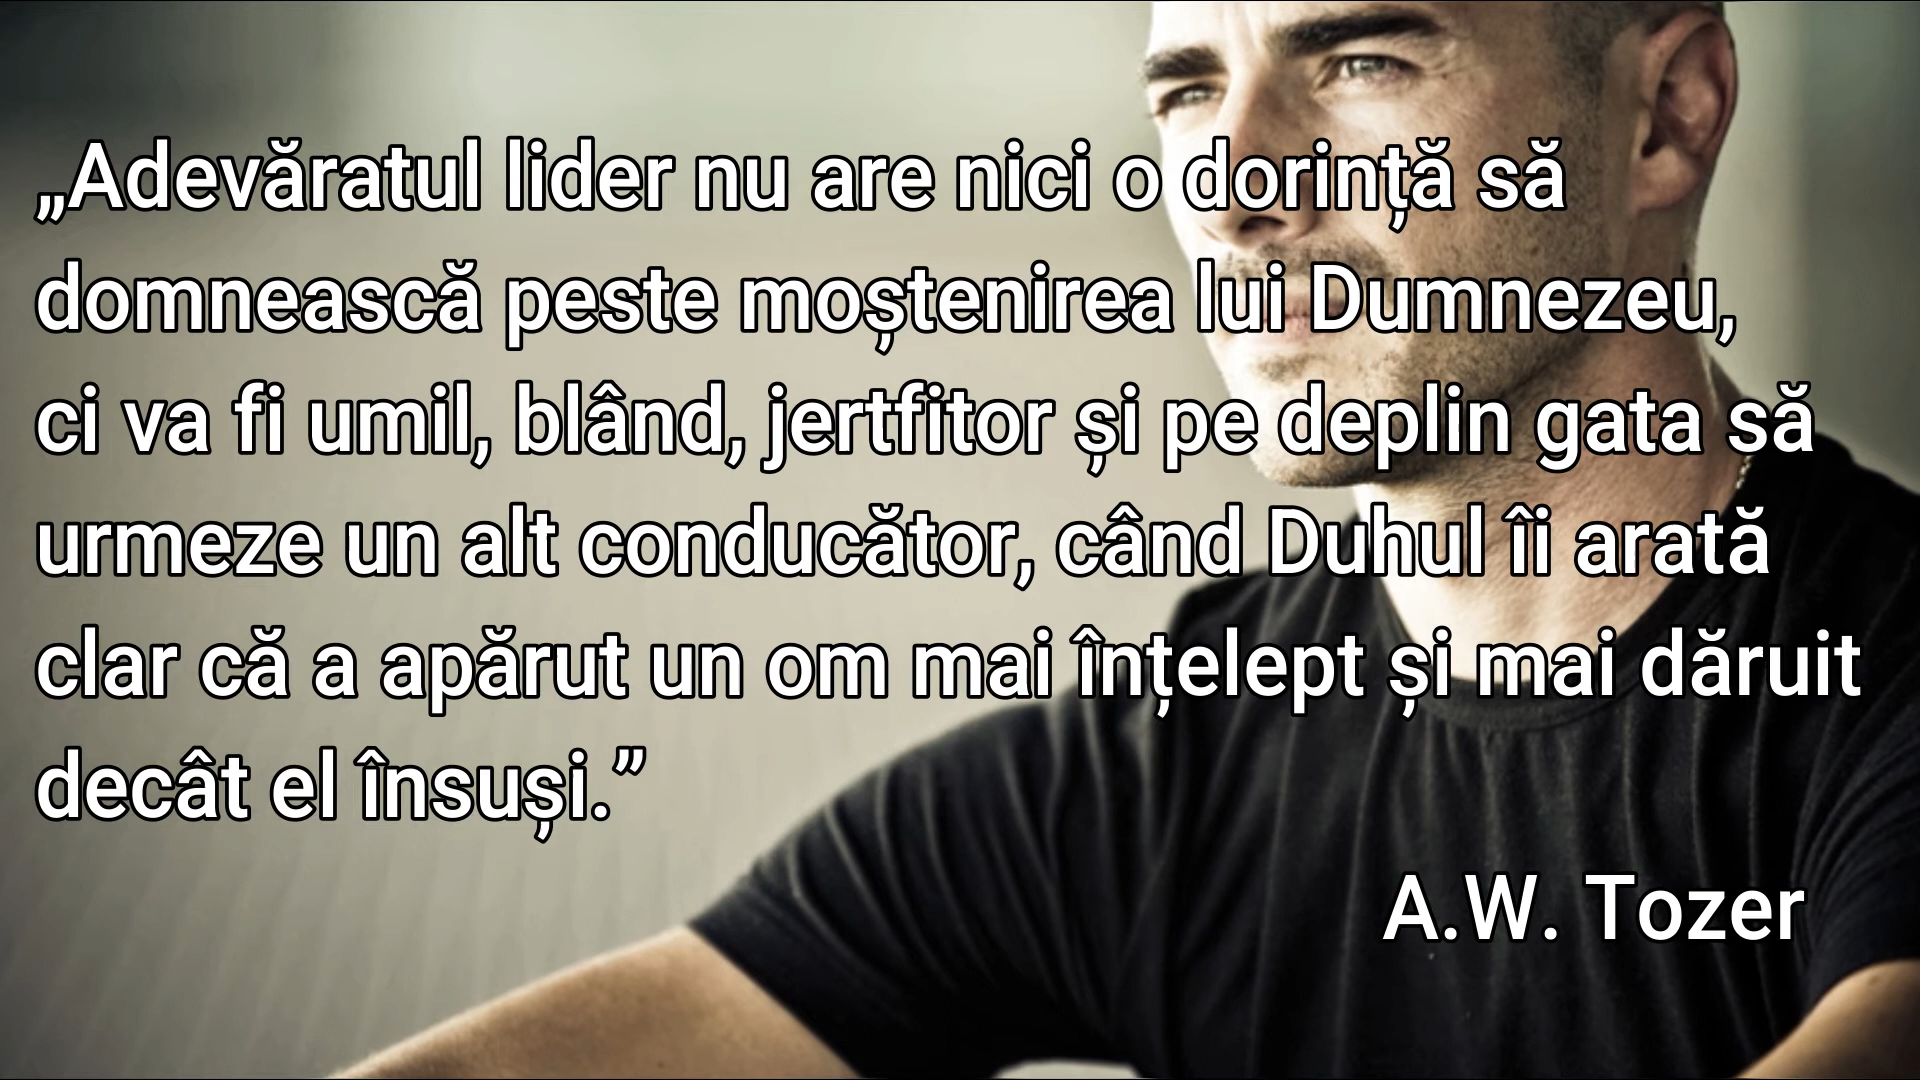 „Adevăratul lider nu are nici o dorință să
domnească peste moștenirea lui Dumnezeu,
ci va fi umil, blând, jertfitor și pe deplin gata să
urmeze un alt conducător, când Duhul îi arată
clar că a apărut un om mai înțelept și mai dăruit
decât el însuși.”
A.W. Tozer